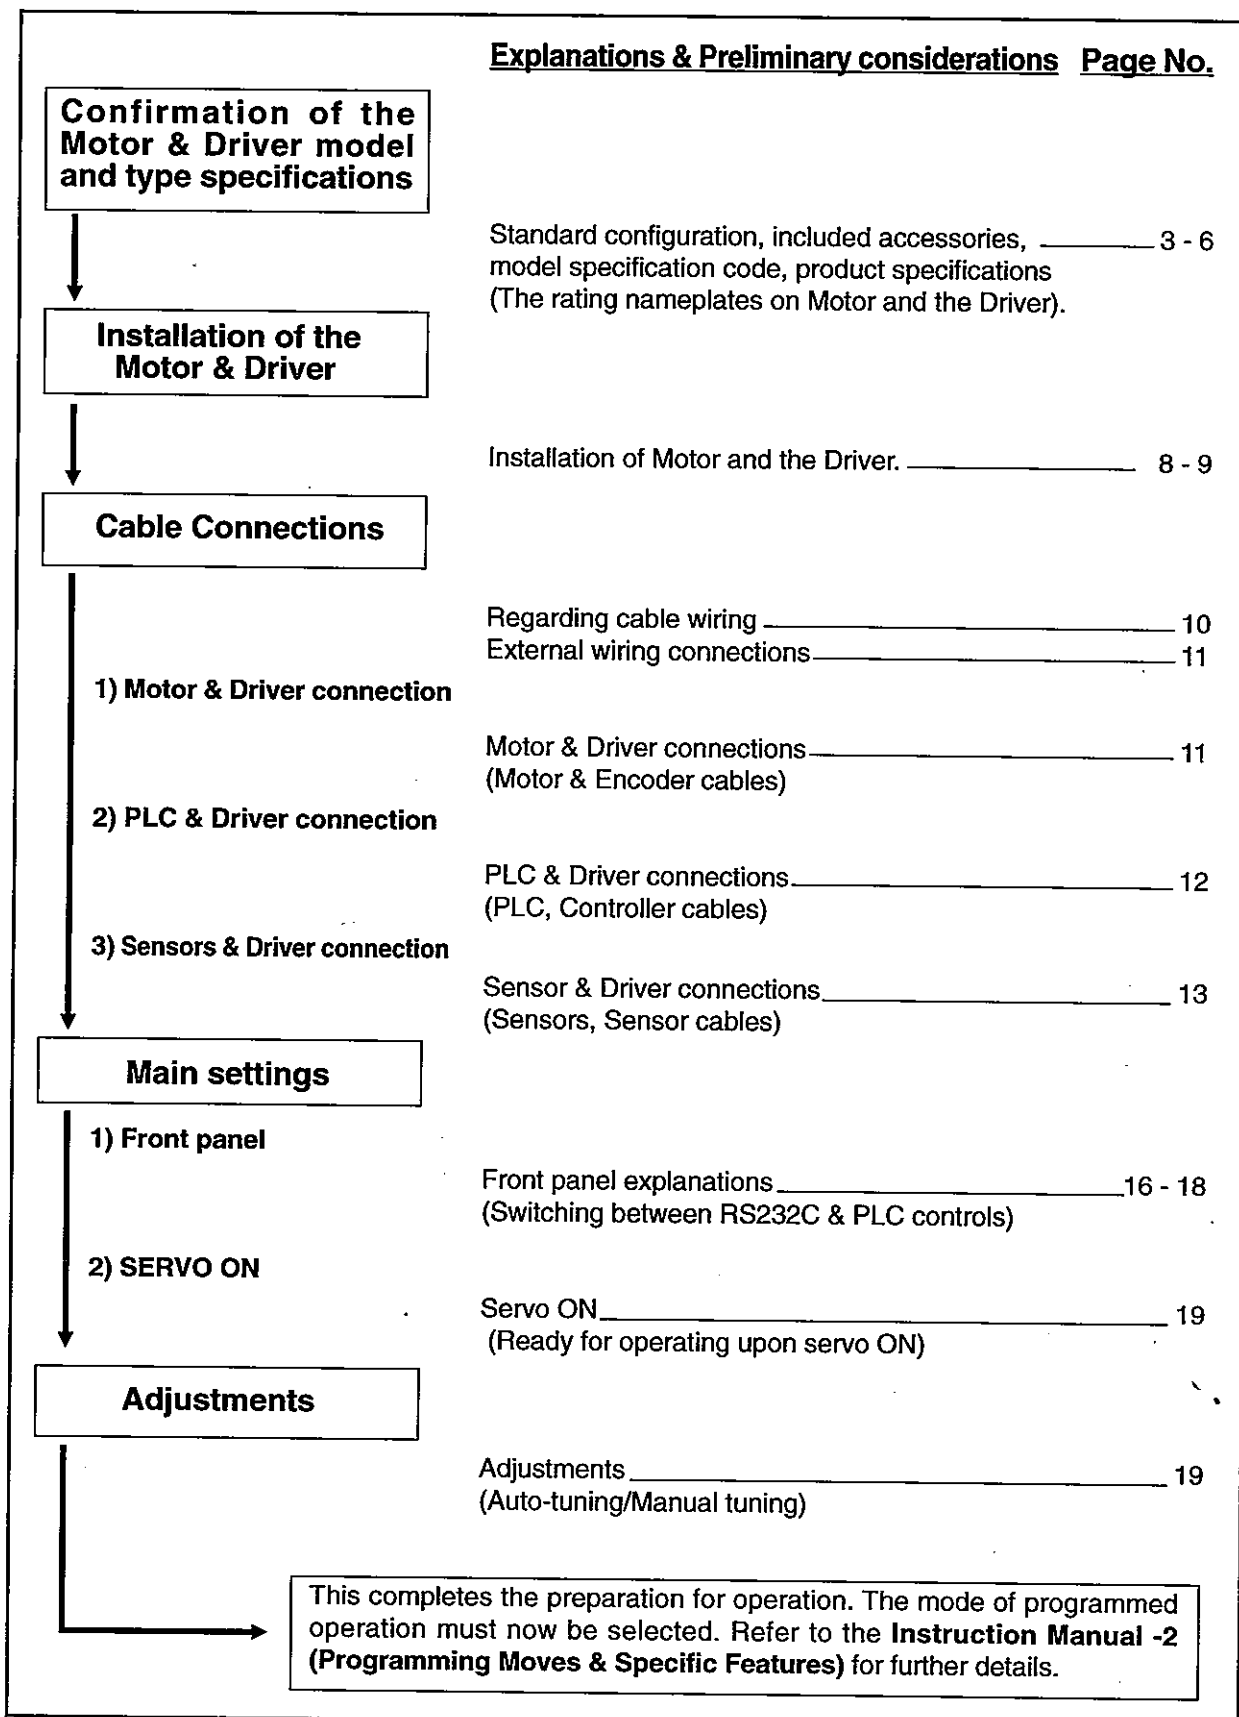 Explanations & Preliminary considerations Page No.
Confirmation of the
Motor & Driver model
and type specifications
Standard configuration, included accessories, 3 - 6
model specification code, product specifications
(The rating nameplates on Motor and the Driver).
Installation of the
Motor & Driver
Installation of Motor and the Driver. 8 - 9
Cable Connections
Regarding cable wiring 10
External wiring connections 11
1) Motor & Driver connection
Motor & Driver connections 11
(Motor & Encoder cables)
2) PLC & Driver connection
PLC & Driver connections 12
(PLC, Controller cables)
3) Sensors & Driver connection
Sensor & Driver connections 13
(Sensors, Sensor cables)
Main settings
1) Front panel
Front panel explanations 16 - 18
(Switching between RS232C & PLC controls)
2) SERVO ON
Servo ON 19
(Ready for operating upon servo ON)
Adjustments
Adjustments 19
(Auto-tuning/Manual tuning)
This completes the preparation for operation. The mode of programmed
operation must now be selected. Refer to the Instruction Manual -2
(Programming Moves & Specific Features) for further details.